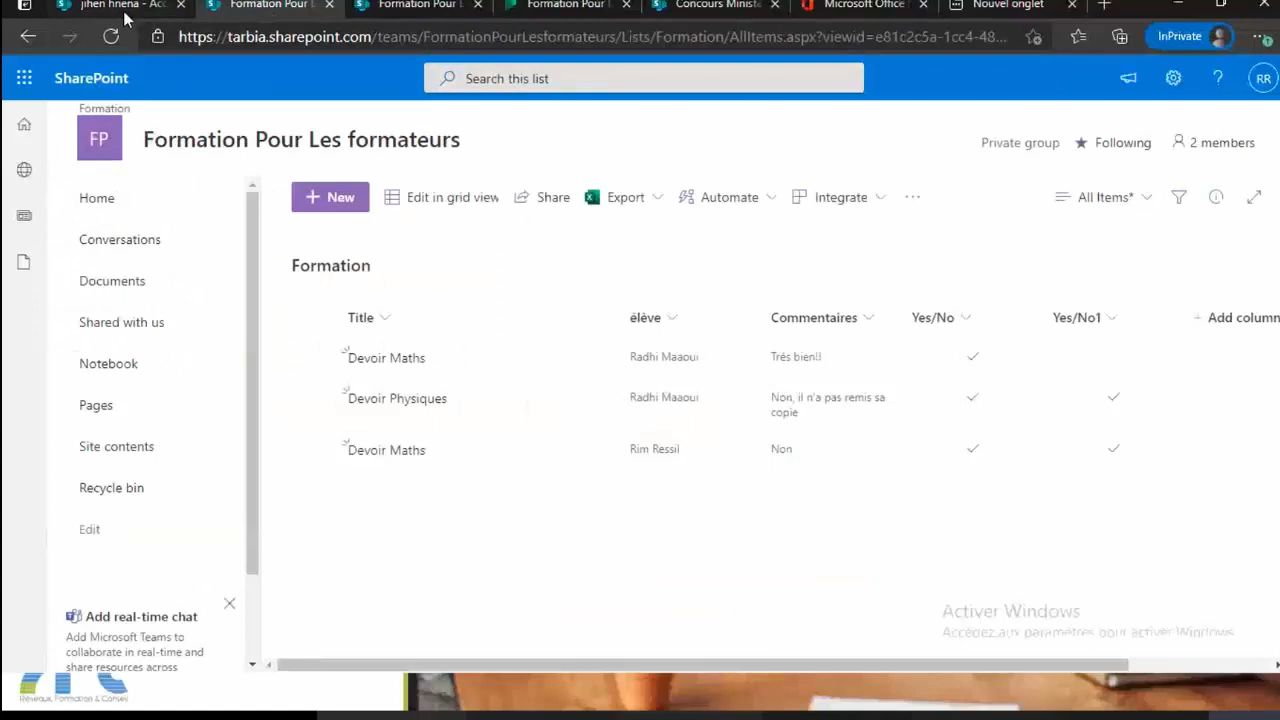 jihen hnena - Acc
Formation Pour L
Formation Pour L
Formation Pour L
Concours Minista
Microsoft Office
Nouvel onglet
https://tarbia.sharepoint.com/teams/FormationPourLesformateurs/Lists/Formation/AllItems.aspx?viewid=e81c2c5a-1cc4-48...
InPrivate
SharePoint
Search this list
RR
Formation
FP
Formation Pour Les formateurs
Private group
Following
2 members
Home
Conversations
Documents
Shared with us
Notebook
Pages
Site contents
Recycle bin
Edit
Add real-time chat
Add Microsoft Teams to
collaborate in real-time and
share resources across
New
Edit in grid view
Share
Export
Automate
Integrate
...
All Items*
Formation
Title
élève
Commentaires
Yes/No
Yes/No1
+ Add column
Devoir Maths
Radhi Maaoui
Trés bien!!
Devoir Physiques
Radhi Maaoui
Non, il n'a pas remis sa
copie
Devoir Maths
Rim Ressil
Non
Activer Windows
Accédez aux paramètres pour activer Windows
Réseaux, Formation & Conseil